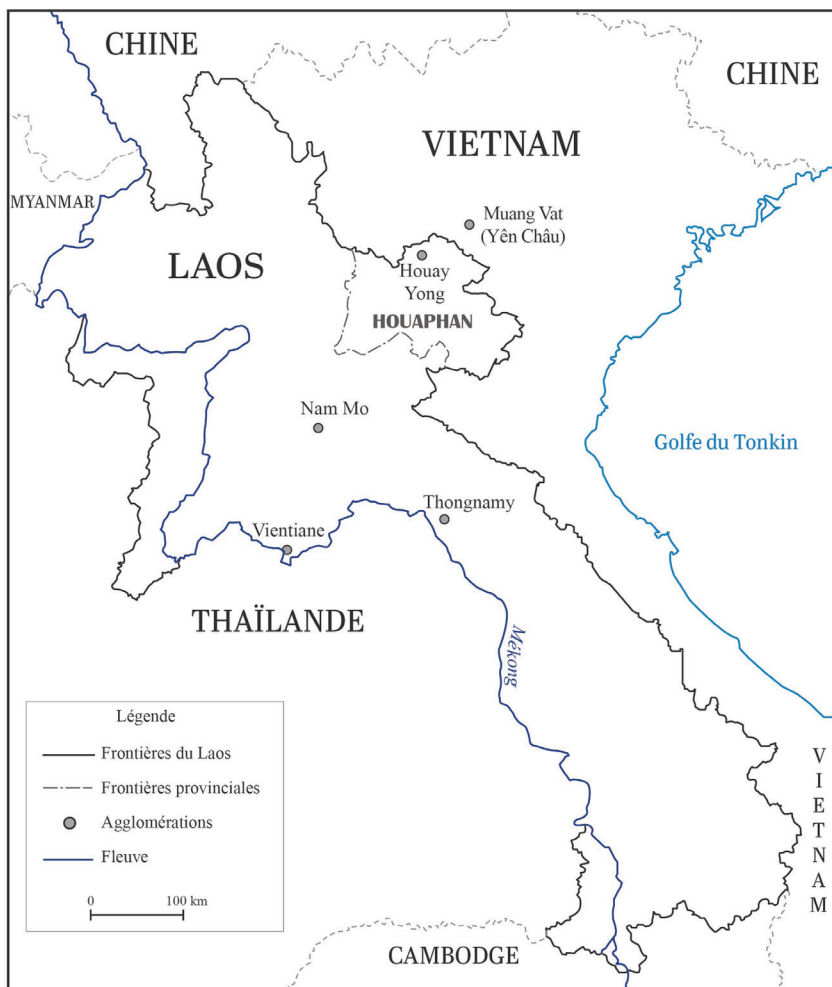 CHINE
CHINE
VIETNAM
MYANMAR
Muang Vat
(Yên Châu)
LAOS
Houay
Yong
HOUAPHAN
Nam Mo
Golfe du Tonkin
Thongnamy
Vientiane
THAÏLANDE
Mékong
Légende
Frontières du Laos
Frontières provinciales
Agglomérations
Fleuve
0 100 km
VIETNAM
CAMBODGE